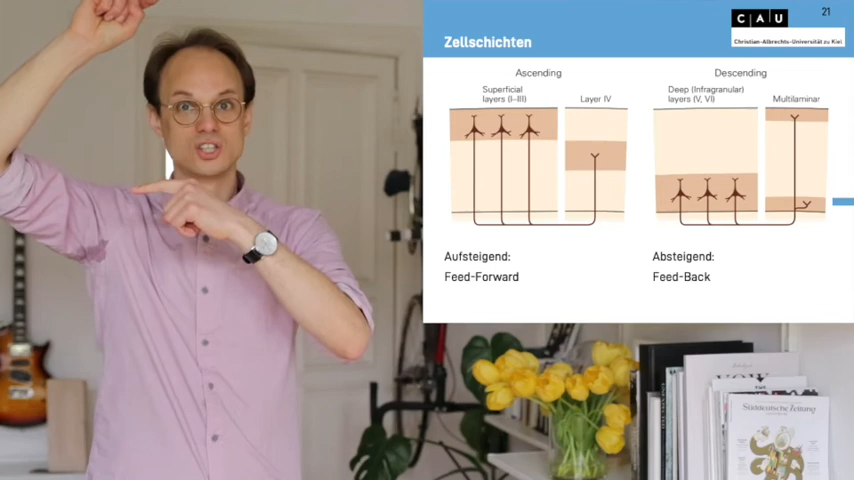 21
C A U
Christian-Albrechts-Universität zu Kiel
Zellschichten
Ascending
Descending
Superficial
layers (I–III)
Layer IV
Deep (Infragranular)
layers (V, VI)
Multilaminar
Aufsteigend:
Feed-Forward
Absteigend:
Feed-Back
Süddeutsche Zeitung